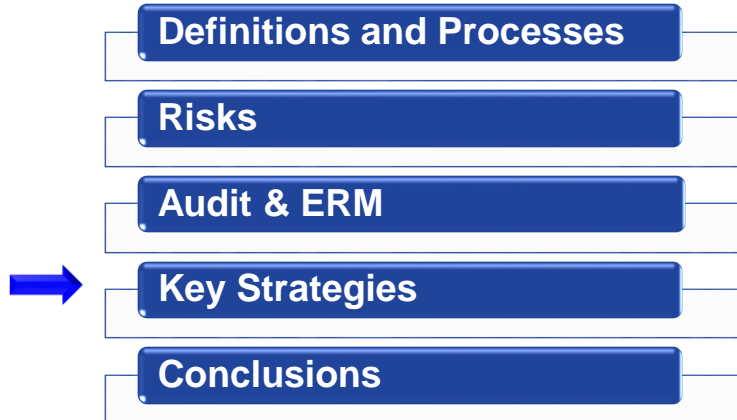 Definitions and Processes
Risks
Audit & ERM
Key Strategies
Conclusions